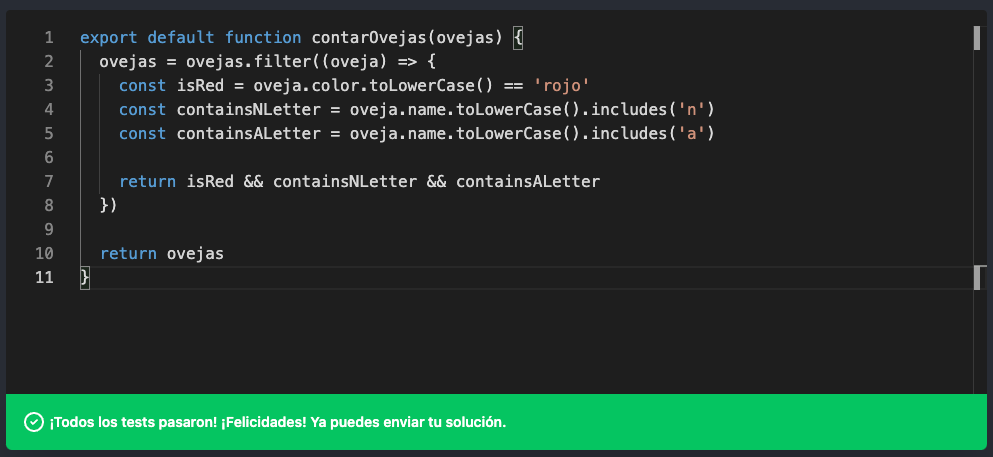 1 export default function contarOvejas(ovejas) {
2 ovejas = ovejas.filter((oveja) => {
3 const isRed = oveja.color.toLowerCase() == 'rojo'
4 const containsNLetter = oveja.name.toLowerCase().includes('n')
5 const containsALetter = oveja.name.toLowerCase().includes('a')
6
7 return isRed && containsNLetter && containsALetter
8 })
9
10 return ovejas
11 }
¡Todos los tests pasaron! ¡Felicidades! Ya puedes enviar tu solución.